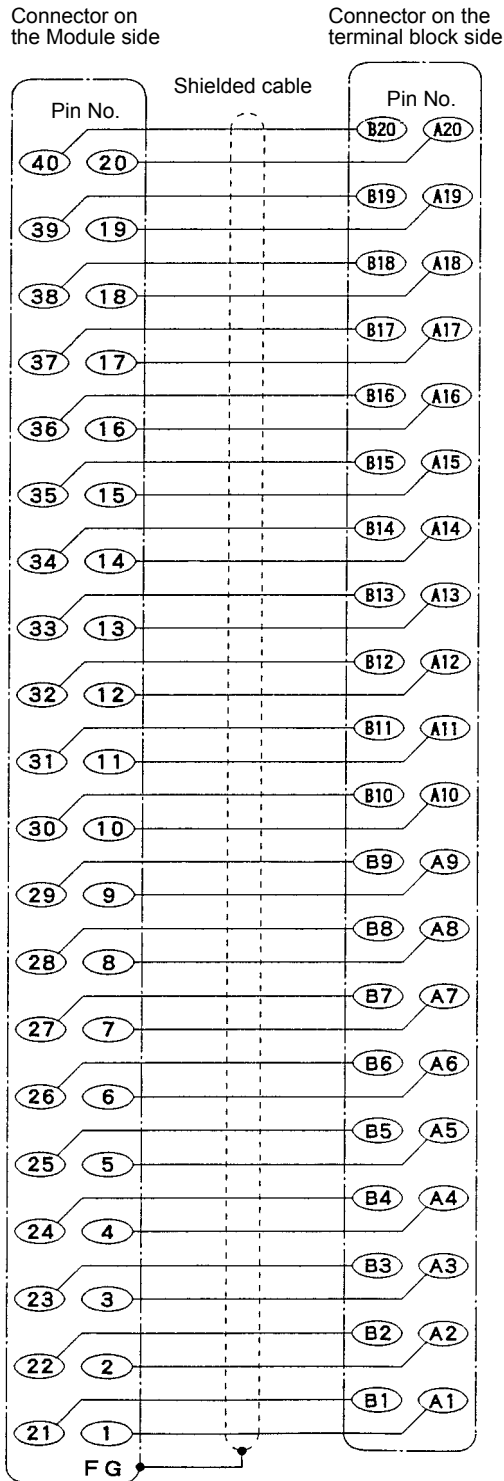 Connector on
the Module side
Connector on the
terminal block side
Shielded cable
Pin No.
Pin No.
B20 A20
40 20
B19 A19
39 19
B18 A18
38 18
B17 A17
37 17
B16 A16
36 16
B15 A15
35 15
B14 A14
34 14
B13 A13
33 13
B12 A12
32 12
B11 A11
31 11
B10 A10
30 10
B9 A9
29 9
B8 A8
28 8
B7 A7
27 7
B6 A6
26 6
B5 A5
25 5
B4 A4
24 4
B3 A3
23 3
B2 A2
22 2
B1 A1
21 1
FG